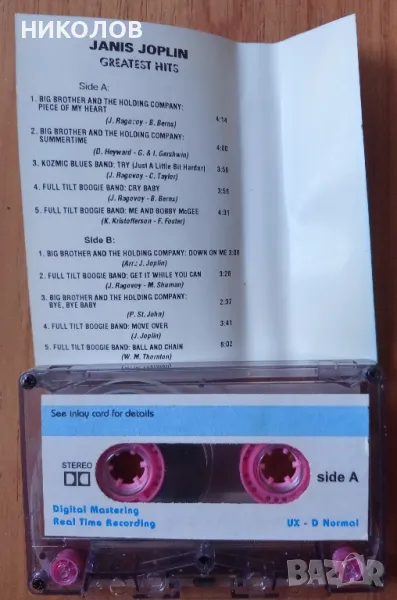 НИКОЛОВ
JANIS JOPLIN
GREATEST HITS
Side A:
1. BIG BROTHER AND THE HOLDING COMPANY:
PIECE OF MY HEART
(J. Ragovoy - B. Berns) 4:14
2. BIG BROTHER AND THE HOLDING COMPANY:
SUMMERTIME
(D. Heyward - G. & I. Gershwin) 4:00
3. KOZMIC BLUES BAND: TRY (Just A Little Bit Harder) 3:56
(J. Ragovoy - C. Taylor)
4. FULL TILT BOOGIE BAND: CRY BABY 3:56
(J. Ragovoy - B. Berns)
5. FULL TILT BOOGIE BAND: ME AND BOBBY McGEE 4:31
(K. Kristofferson - F. Foster)
Side B:
1. BIG BROTHER AND THE HOLDING COMPANY: DOWN ON ME 3:08
(Arr.: J. Joplin)
2. FULL TILT BOOGIE BAND: GET IT WHILE YOU CAN 3:26
(J. Ragovoy - M. Shuman)
3. BIG BROTHER AND THE HOLDING COMPANY:
BYE, BYE BABY 2:37
(P. St. John)
4. FULL TILT BOOGIE BAND: MOVE OVER 3:41
(J. Joplin)
5. FULL TILT BOOGIE BAND: BALL AND CHAIN 8:02
(W. M. Thornton)
See inlay card for details
STEREO
side A
Digital Mastering
Real Time Recording
UX - D Normal
BAZAR